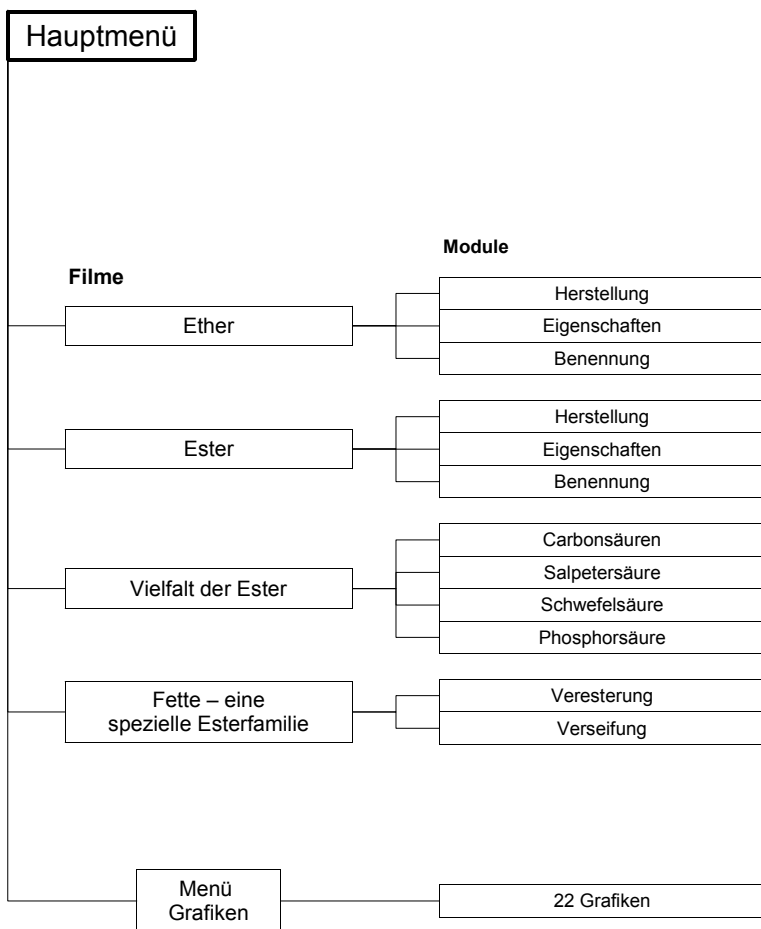 Hauptmenü
Module
Filme
Ether
Herstellung
Eigenschaften
Benennung
Ester
Herstellung
Eigenschaften
Benennung
Vielfalt der Ester
Carbonsäuren
Salpetersäure
Schwefelsäure
Phosphorsäure
Fette – eine
spezielle Esterfamilie
Veresterung
Verseifung
Menü
Grafiken
22 Grafiken